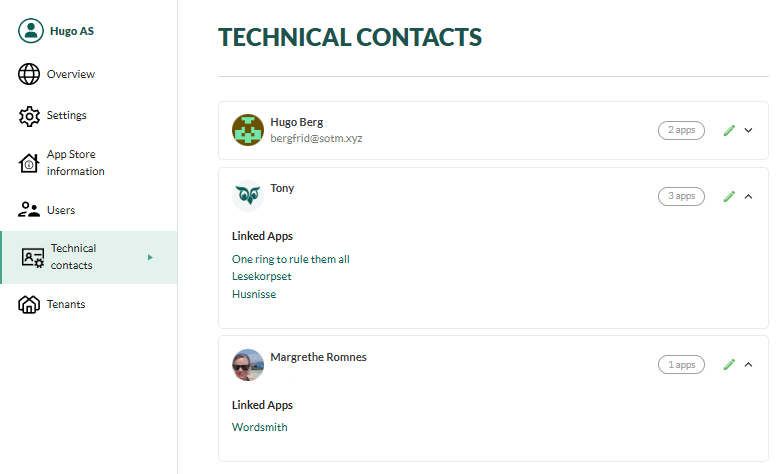 Hugo AS
Overview
Settings
App Store
information
Users
Technical
contacts
Tenants
TECHNICAL CONTACTS
Hugo Berg
bergfrid@sotm.xyz
2 apps
Tony
3 apps
Linked Apps
One ring to rule them all
Lesekorpset
Husnisse
Margrethe Romnes
1 apps
Linked Apps
Wordsmith